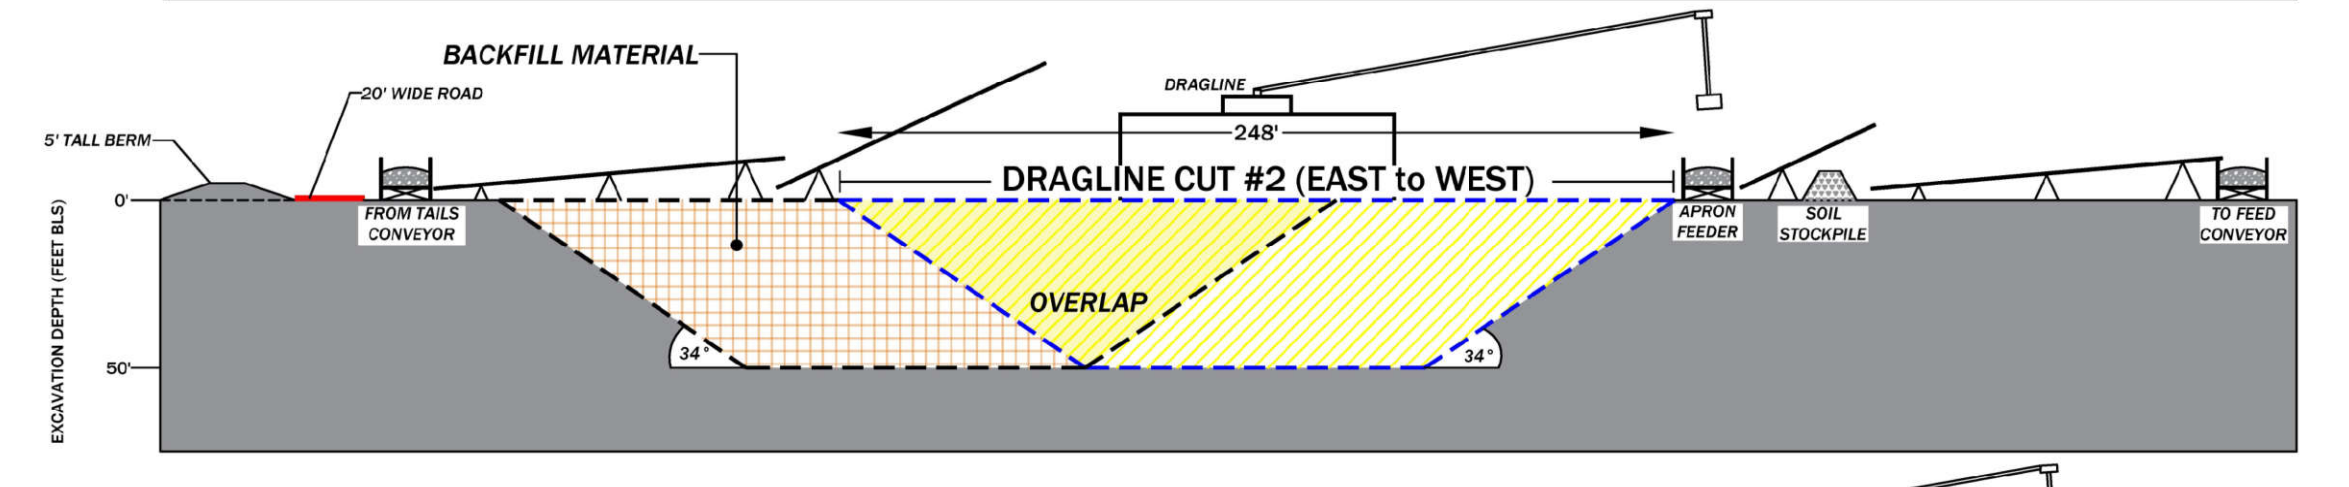 BACKFILL MATERIAL
20' WIDE ROAD
5' TALL BERM
DRAGLINE
248'
DRAGLINE CUT #2 (EAST to WEST)
0'
FROM TAILS
CONVEYOR
APRON
FEEDER
SOIL
STOCKPILE
TO FEED
CONVEYOR
OVERLAP
34°
34°
50'
EXCAVATION DEPTH (FEET BLS)